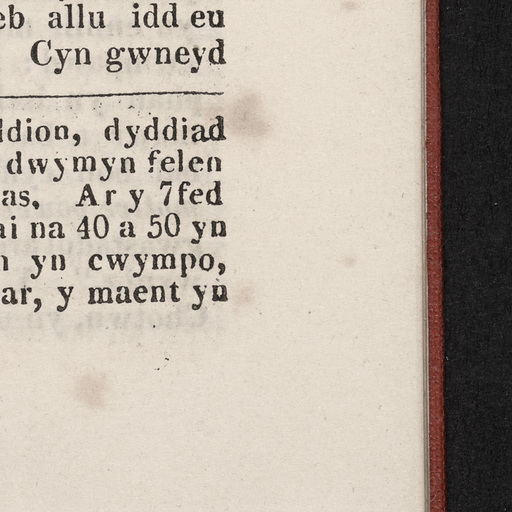 eb allu idd eu
Cyn gwneyd
ldion, dyddiad
dwymyn felen
as, Ar y 7fed
ai na 40 a 50 yn
yn cwympo,
ar, y maent yn